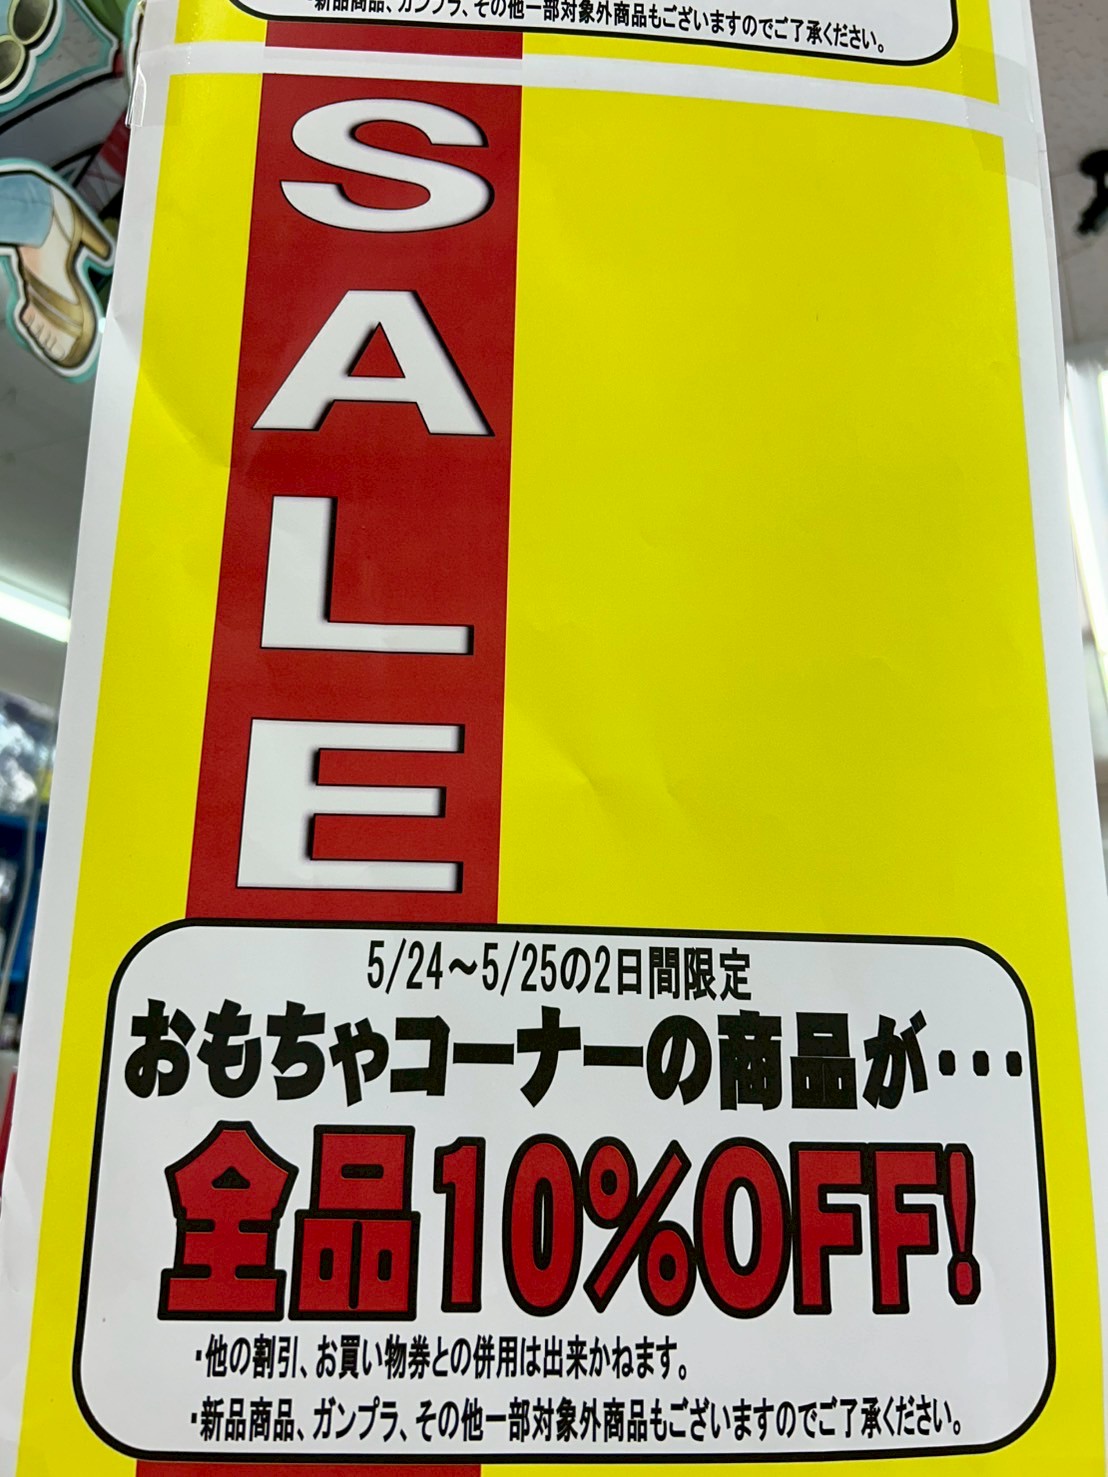 ・新品商品、ガンプラ、その他一部対象外商品もございますのでご了承ください。
SALE
5/24～5/25の2日間限定
おもちゃコーナーの商品が・・・
全品10%OFF!
・他の割引、お買い物券との併用は出来かねます。
・新品商品、ガンプラ、その他一部対象外商品もございますのでご了承ください。